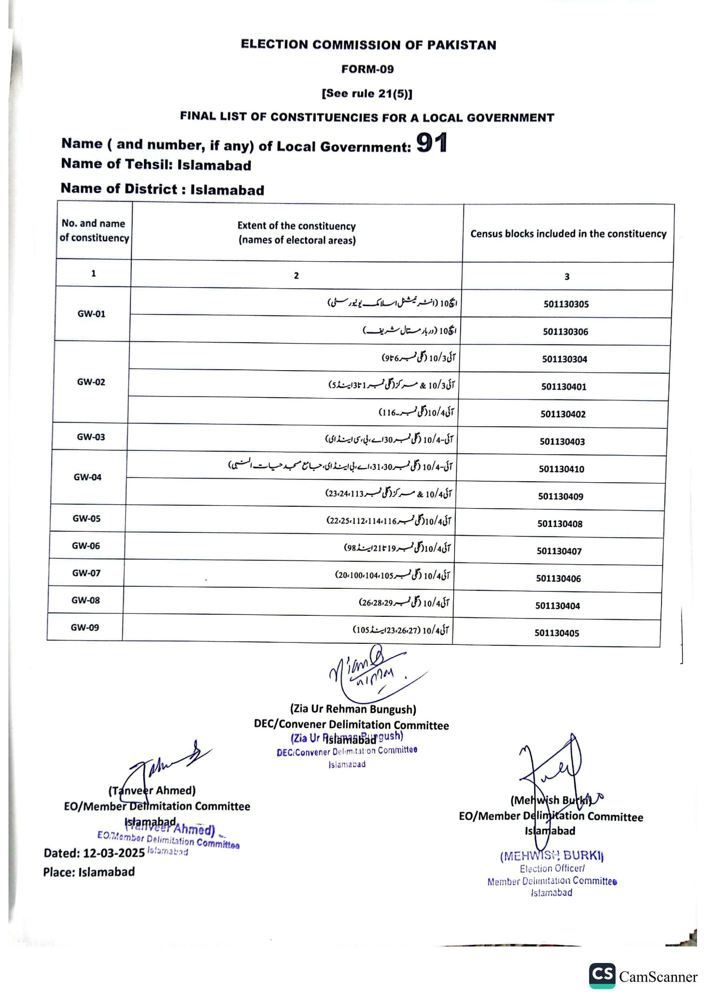 ELECTION COMMISSION OF PAKISTAN
FORM-09
[See rule 21(5)]
FINAL LIST OF CONSTITUENCIES FOR A LOCAL GOVERNMENT
Name ( and number, if any) of Local Government: 91
Name of Tehsil: Islamabad
Name of District : Islamabad
No. and name of constituency
Extent of the constituency (names of electoral areas)
Census blocks included in the constituency
1 2 3
GW-01 ایچ10 (انٹرنیشنل اسلامک یونیورسٹی) 501130305
ایچ10 (دربار مستال شریف) 501130306
GW-02 آئی10/3 (گلی نمبر6تا9) 501130304
آئی10/3 & مرکز(گلی نمبر1تا3اینڈ5) 501130401
آئی10/4(گلی نمبر-116) 501130402
GW-03 آئی-10/4 (گلی نمبر30اے،بی،سی اینڈ ای) 501130403
GW-04 آئی-10/4 (گلی نمبر30،31،اے،بی اینڈ ای،جامع مسجد حیات النبی) 501130410
آئی10/4 & مرکز(گلی نمبر113،24،23) 501130409
GW-05 آئی10/4(گلی نمبر116،114،112،25،22) 501130408
GW-06 آئی10/4(گلی نمبر19تا21اینڈ98) 501130407
GW-07 آئی10/4 (گلی نمبر105،104،100،20) 501130406
GW-08 آئی10/4 (گلی نمبر29،28،26) 501130404
GW-09 آئی10/4 (27،26،23اینڈ105) 501130405
(Zia Ur Rehman Bungush)
DEC/Convener Delimitation Committee
Islamabad
(Zia Ur Rehman Bungush)
DEC/Convener Delimitation Committee
Islamabad
(Tanveer Ahmed)
EO/Member Delimitation Committee
Islamabad
(Tanveer Ahmed)
EO/Member Delimitation Committee
Islamabad
(Mehwish Burki)
EO/Member Delimitation Committee
Islamabad
(MEHWISH BURKI)
Election Officer/
Member Delimitation Committee
Islamabad
Dated: 12-03-2025
Place: Islamabad
CS CamScanner